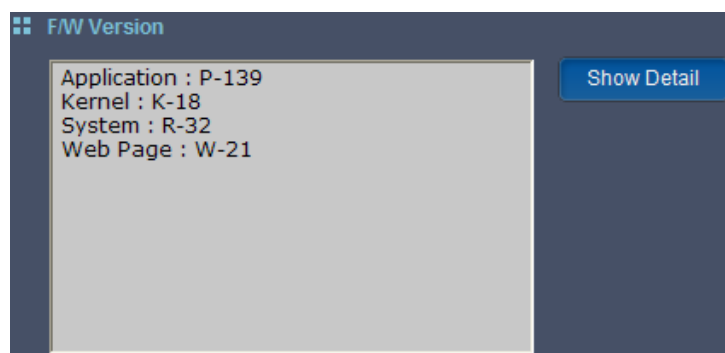 F/W Version
Application : P-139
Show Detail
Kernel : K-18
System : R-32
Web Page : W-21